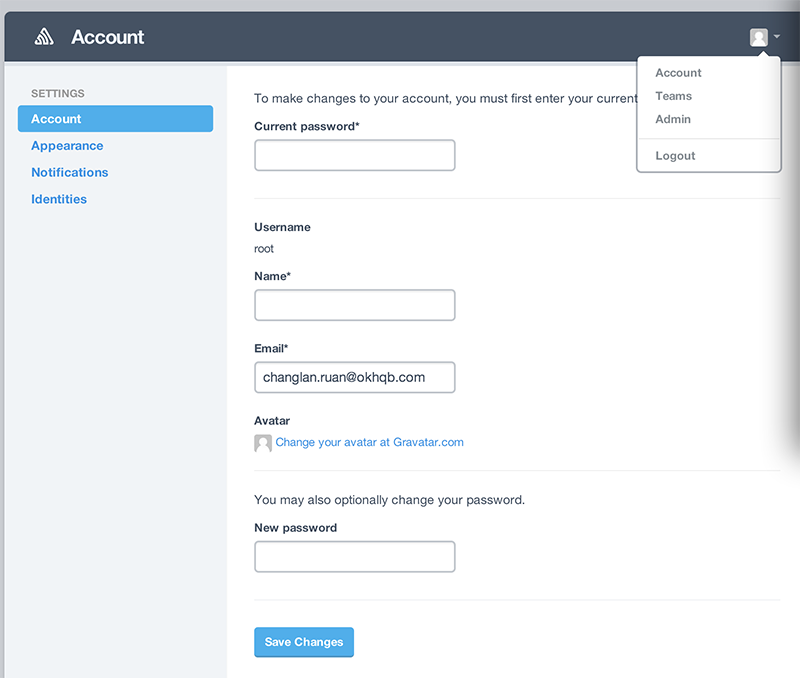 Account
Account
Teams
Admin
Logout
SETTINGS
Account
Appearance
Notifications
Identities
To make changes to your account, you must first enter your current
Current password*
Username
root
Name*
Email*
changlan.ruan@okhqb.com
Avatar
Change your avatar at Gravatar.com
You may also optionally change your password.
New password
Save Changes